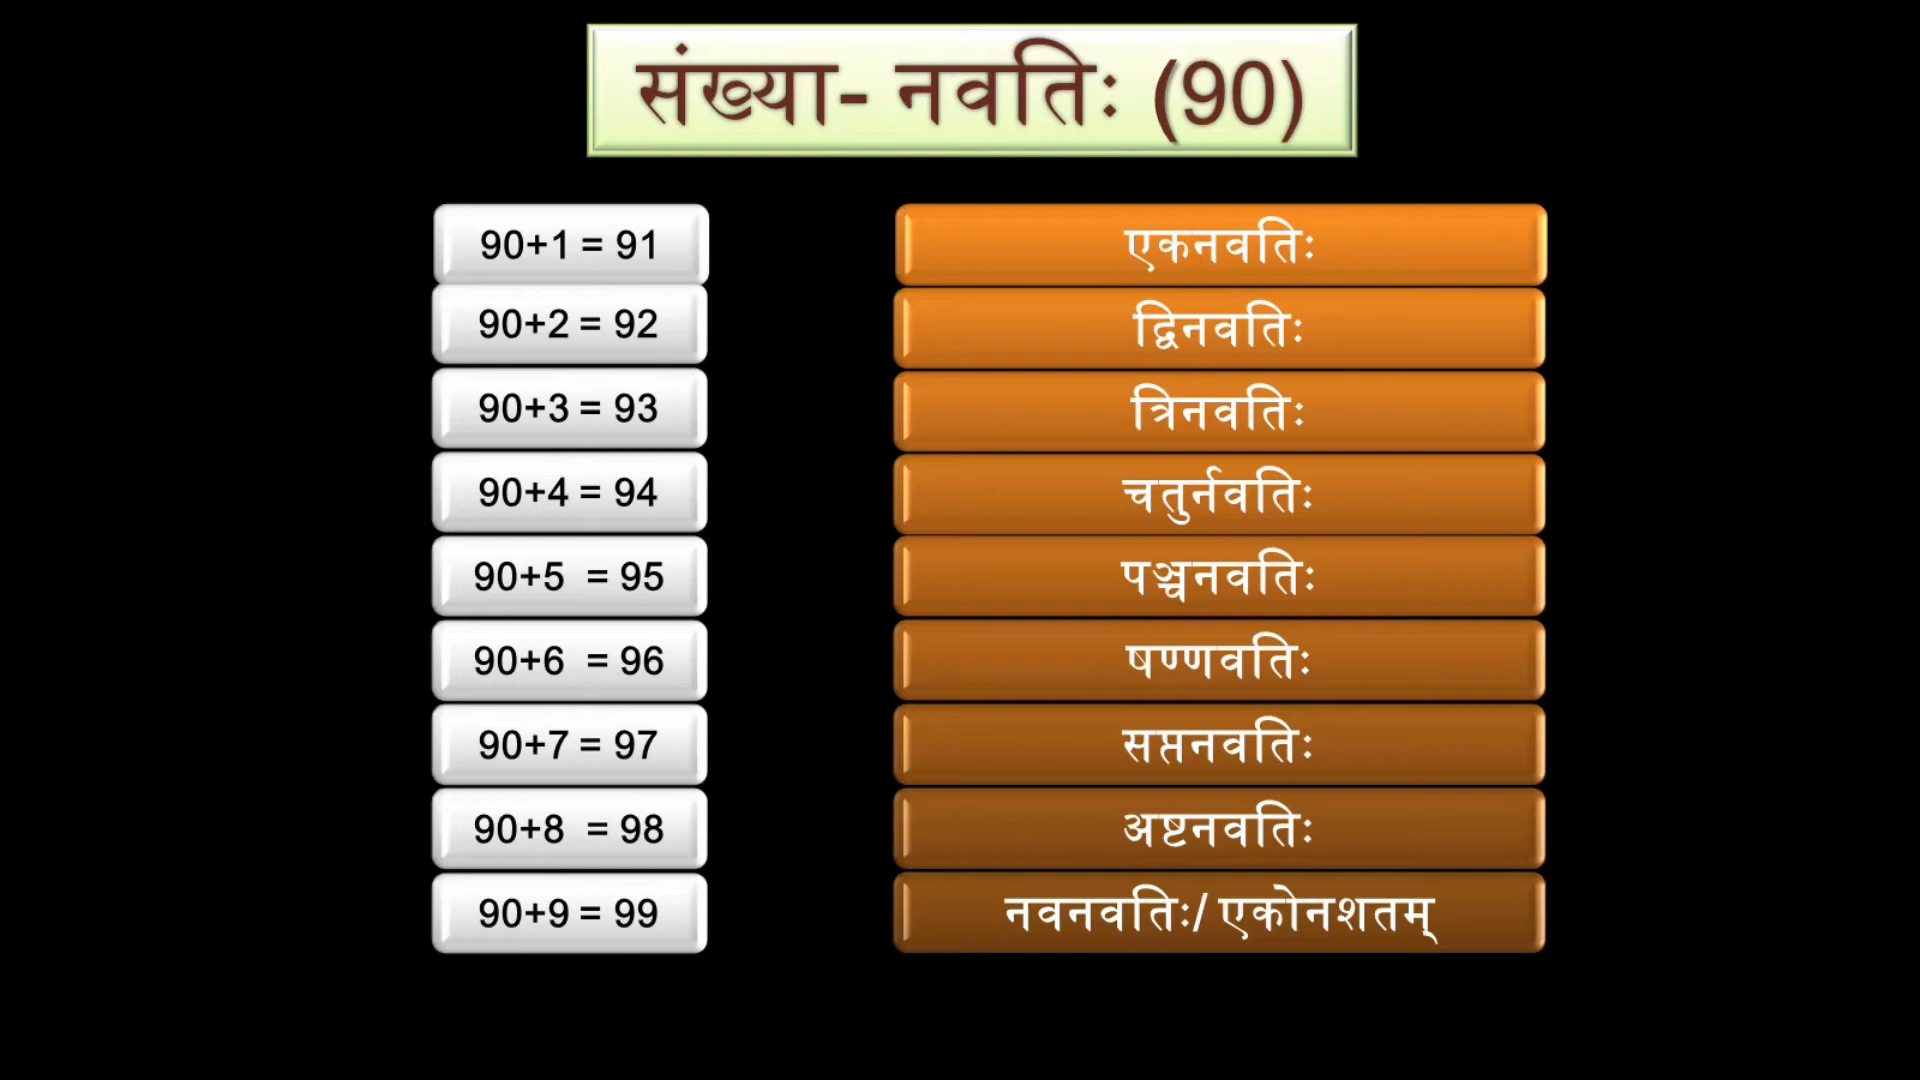 संख्या- नवतिः (90)
90+1 = 91 एकनवतिः
90+2 = 92 द्विनवतिः
90+3 = 93 त्रिनवतिः
90+4 = 94 चतुर्नवतिः
90+5 = 95 पञ्चनवतिः
90+6 = 96 षण्णवतिः
90+7 = 97 सप्तनवतिः
90+8 = 98 अष्टनवतिः
90+9 = 99 नवनवतिः/ एकोनशतम्